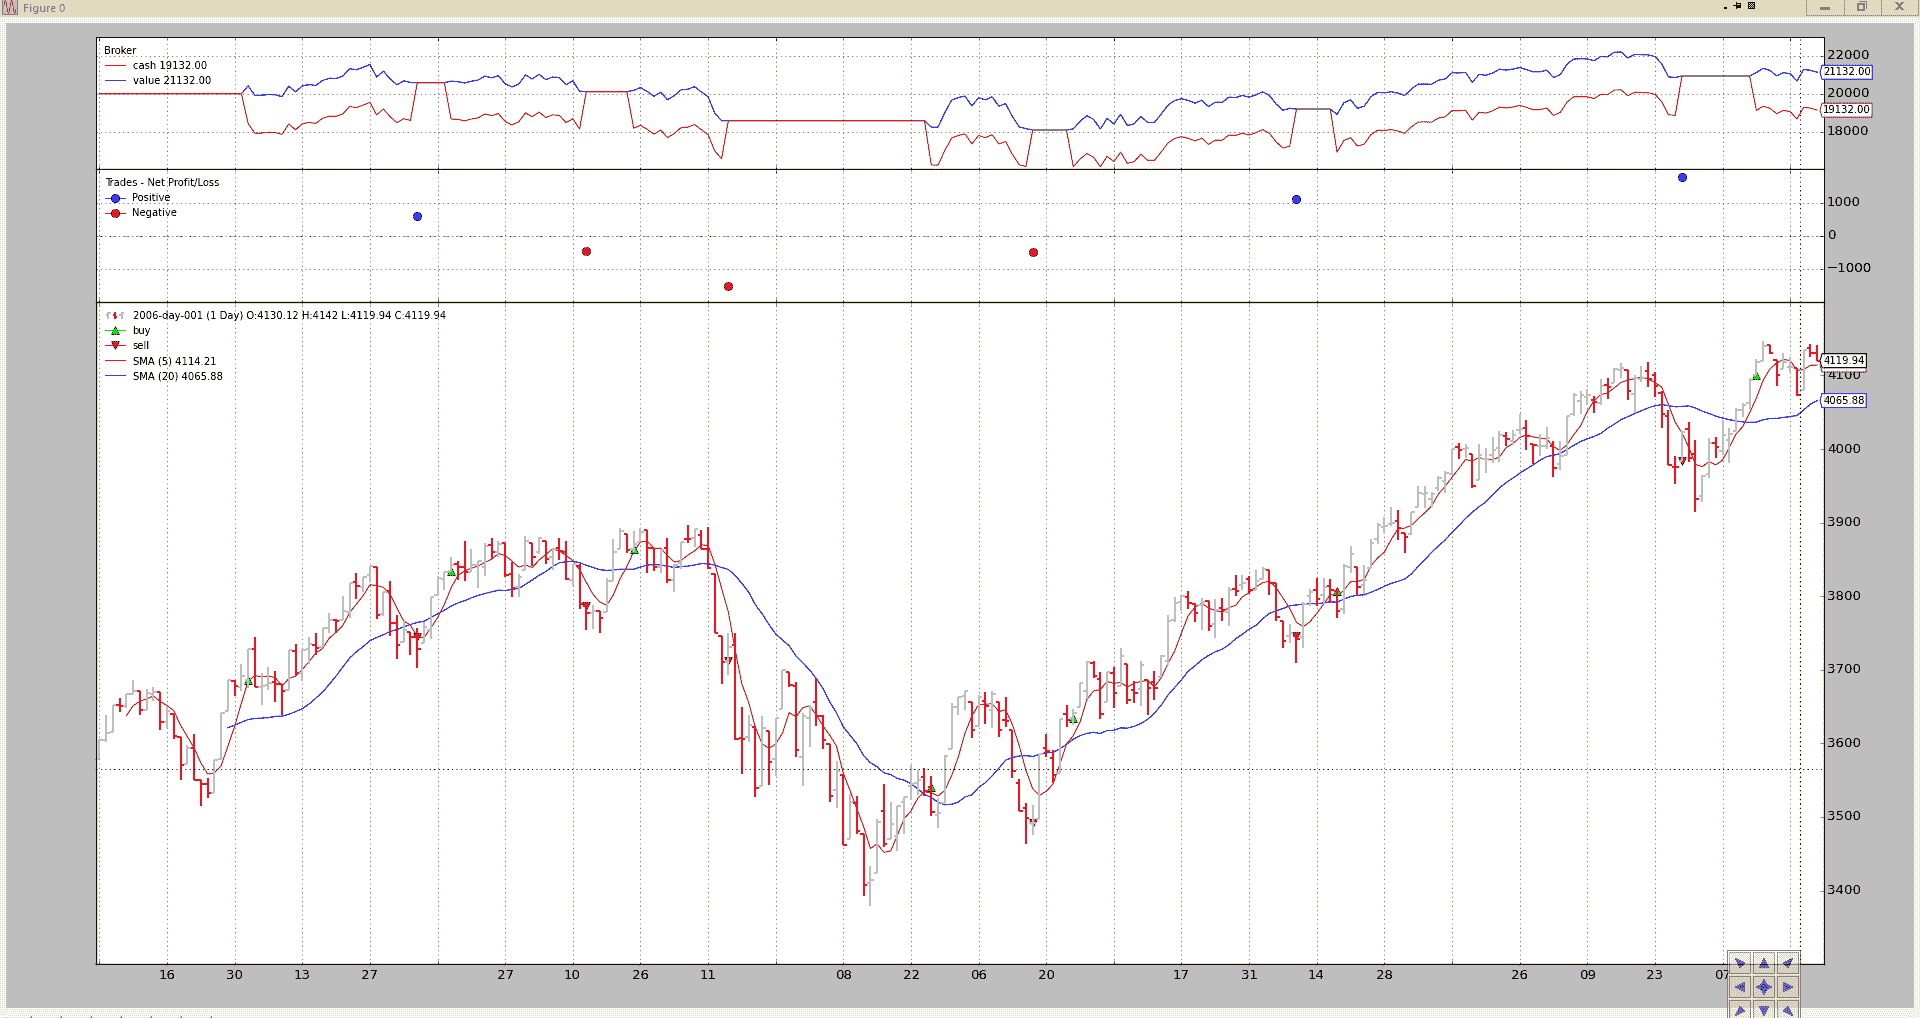 Figure 0
Broker
cash 19132.00
value 21132.00
22000
21132.00
20000
19132.00
18000
Trades - Net Profit/Loss
Positive
Negative
1000
0
−1000
2006-day-001 (1 Day) O:4130.12 H:4142 L:4119.94 C:4119.94
buy
sell
SMA (5) 4114.21
SMA (20) 4065.88
4119.94
4100
4065.88
4000
3900
3800
3700
3600
3500
3400
16 30 13 27 27 10 26 11 08 22 06 20 17 31 14 28 26 09 23 07